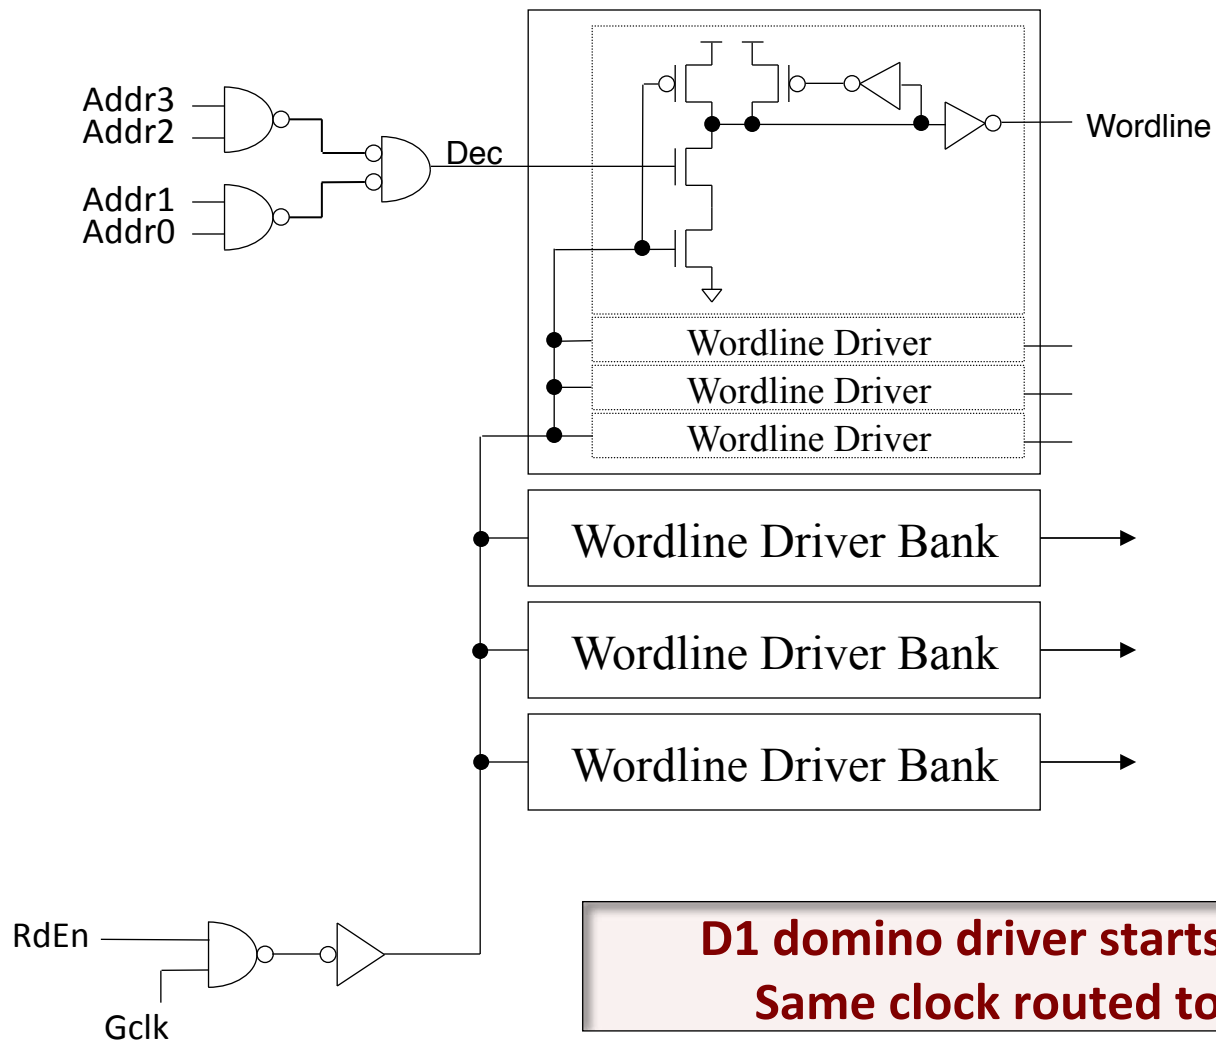 Addr3
Addr2
Addr1
Addr0
Dec
Wordline
Wordline Driver
Wordline Driver
Wordline Driver
Wordline Driver Bank
Wordline Driver Bank
Wordline Driver Bank
RdEn
Gclk
D1 domino driver starts
Same clock routed to